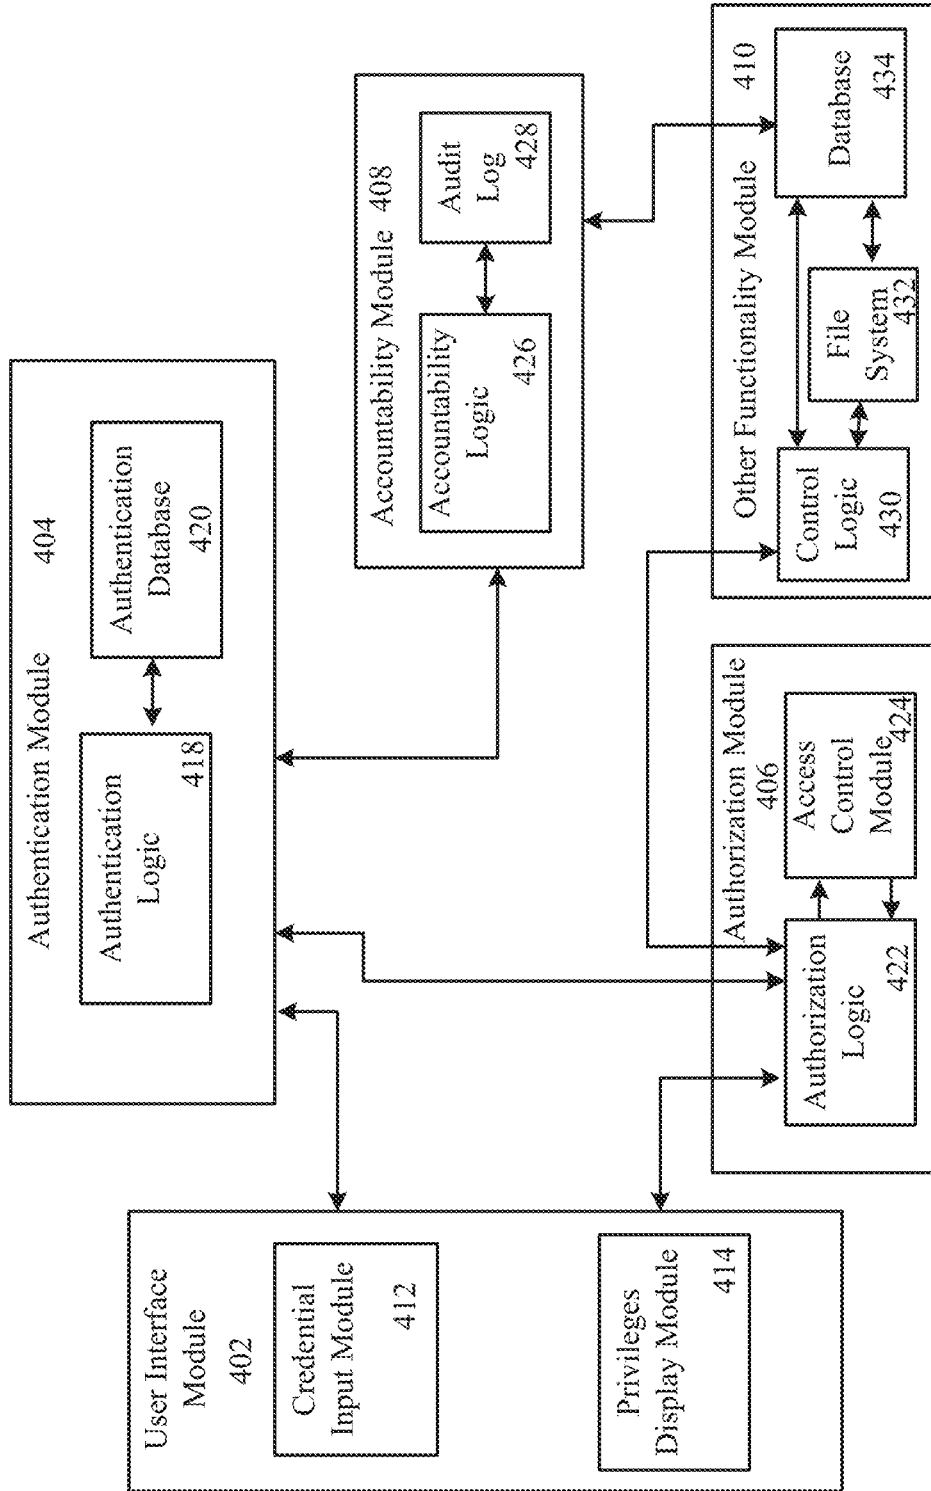 User Interface
Module
402
Credential
Input Module
412
Privileges
Display Module
414
Authentication Module 404
Authentication
Logic
418
Authentication
Database
420
Authorization Module
406
Authorization
Logic
422
Access
Control
Module
424
Accountability Module 408
Accountability
Logic
426
Audit
Log
428
Other Functionality Module 410
Control
Logic
430
File
System
432
Database
434